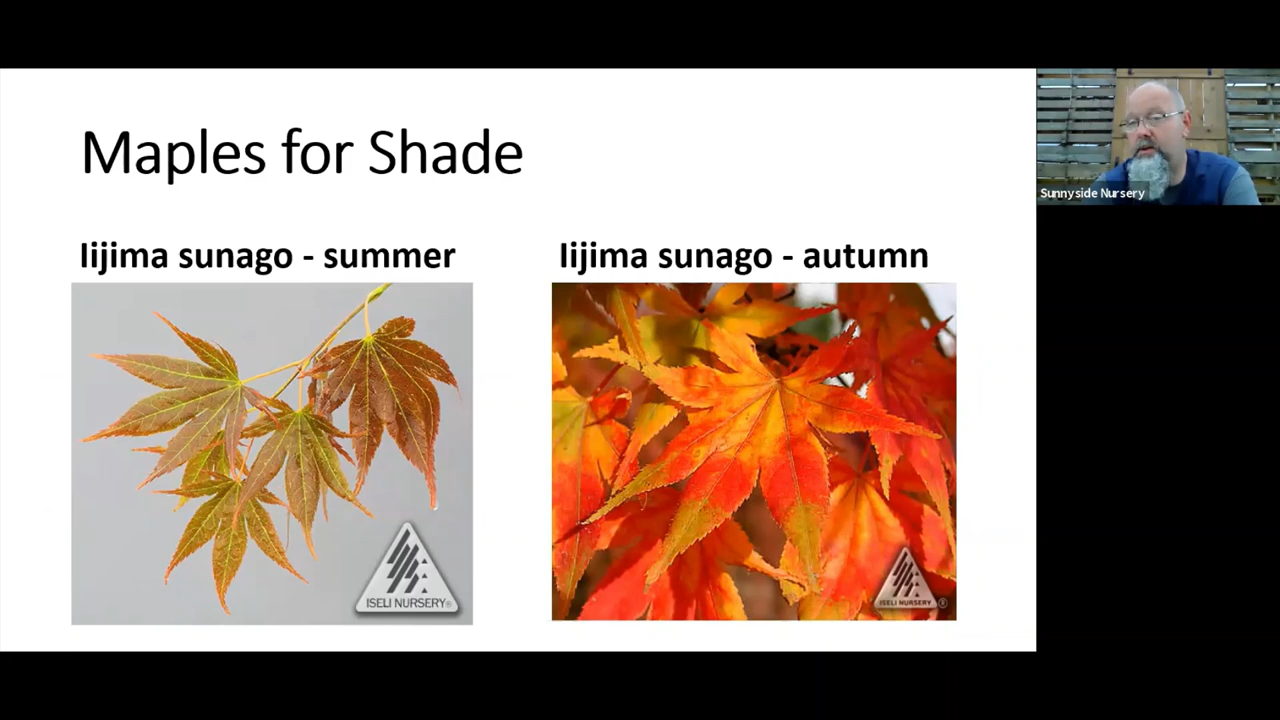 Maples for Shade
Iijima sunago - summer
Iijima sunago - autumn
ISELI NURSERY®
ISELI NURSERY ®
Sunnyside Nursery